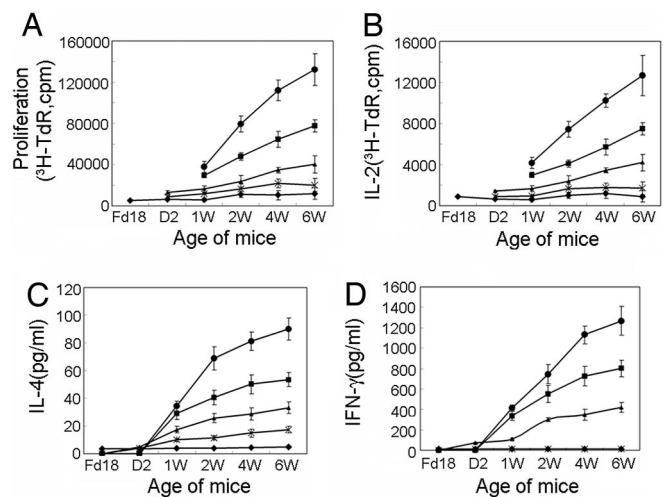 A
Proliferation
(³H-TdR,cpm)
160000
120000
80000
40000
0
Fd18 D2 1W 2W 4W 6W
Age of mice
B
IL-2(³H-TdR,cpm)
16000
12000
8000
4000
0
Fd18 D2 1W 2W 4W 6W
Age of mice
C
IL-4(pg/ml)
120
100
80
60
40
20
0
Fd18 D2 1W 2W 4W 6W
Age of mice
D
IFN-γ(pg/ml)
1600
1400
1200
1000
800
600
400
200
0
Fd18 D2 1W 2W 4W 6W
Age of mice